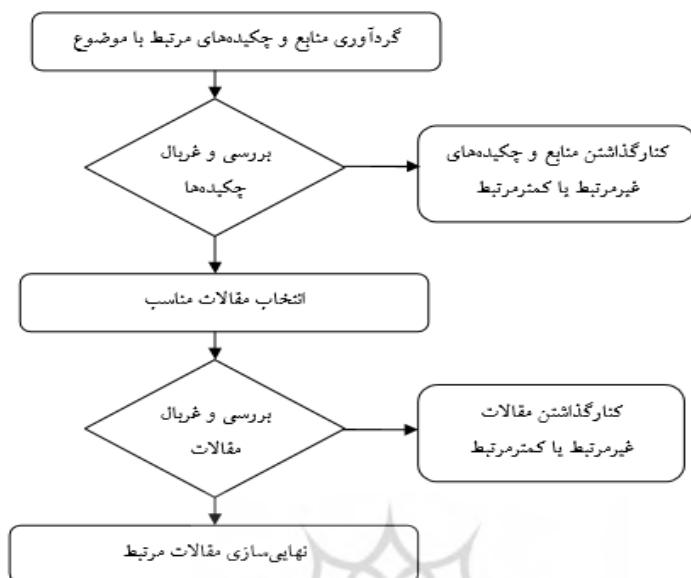 گردآوری منابع و چکیده‌های مرتبط با موضوع
بررسی و غربال
چکیده‌ها
کنارگذاشتن منابع و چکیده‌های
غیرمرتبط یا کمترمرتبط
انتخاب مقالات مناسب
بررسی و غربال
مقالات
کنارگذاشتن مقالات
غیرمرتبط یا کمترمرتبط
نهایی‌سازی مقالات مرتبط